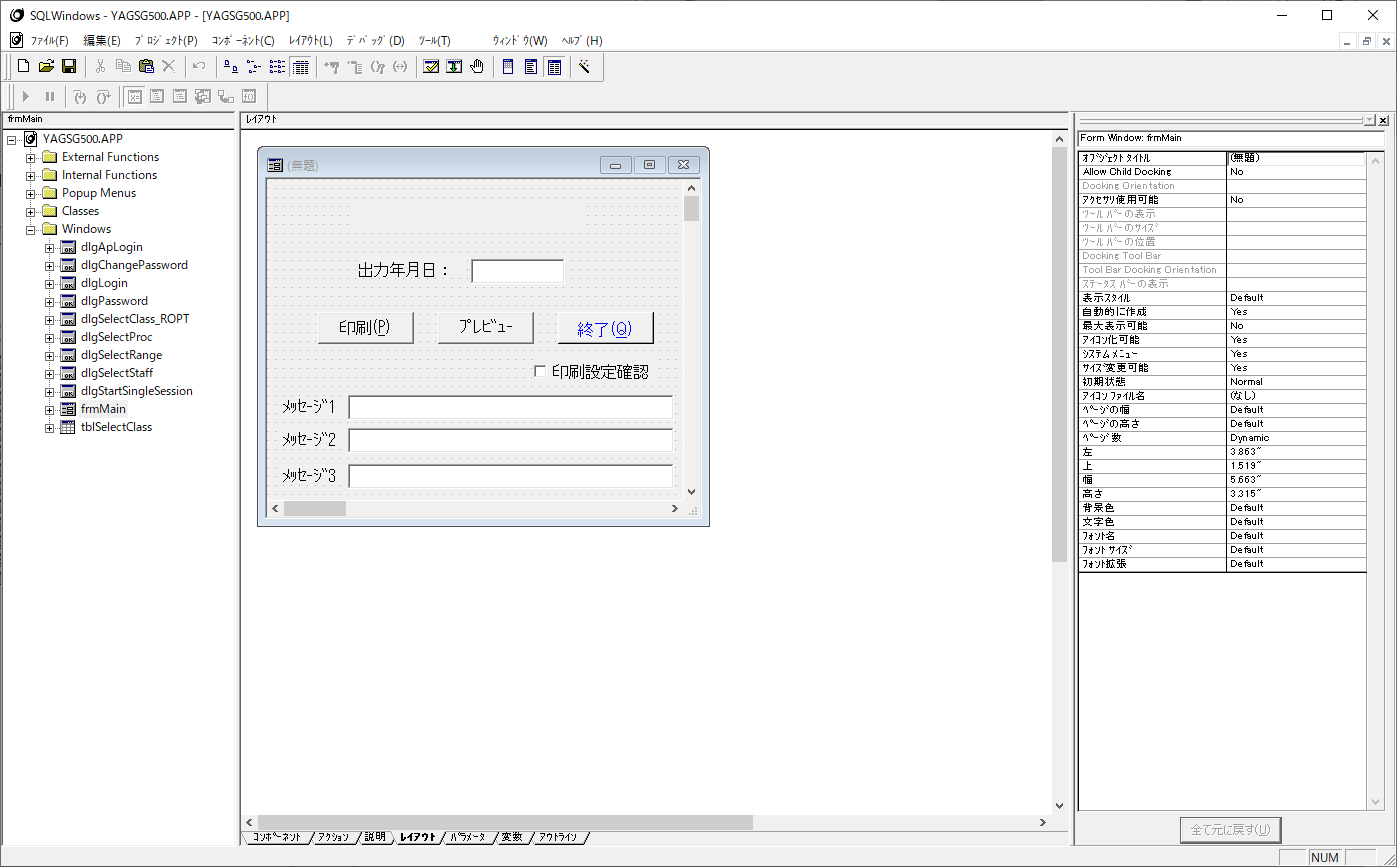 SQLWindows - YAGSG500.APP - [YAGSG500.APP]
ﾌｧｲﾙ(F) 編集(E) ﾌﾟﾛｼﾞｪｸﾄ(P) ｺﾝﾎﾟｰﾈﾝﾄ(C) ﾚｲｱｳﾄ(L) ﾃﾞﾊﾞｯｸﾞ(D) ﾂｰﾙ(T) ｳｨﾝﾄﾞｳ(W) ﾍﾙﾌﾟ(H)
frmMain
YAGSG500.APP
External Functions
Internal Functions
Popup Menus
Classes
Windows
dlgApLogin
dlgChangePassword
dlgLogin
dlgPassword
dlgSelectClass_ROPT
dlgSelectProc
dlgSelectRange
dlgSelectStaff
dlgStartSingleSession
frmMain
tblSelectClass
ﾚｲｱｳﾄ
(無題)
出力年月日：
印刷(P) ﾌﾟﾚﾋﾞｭｰ 終了(Q)
印刷設定確認
ﾒｯｾｰｼﾞ1
ﾒｯｾｰｼﾞ2
ﾒｯｾｰｼﾞ3
ｺﾝﾎﾟｰﾈﾝﾄ ｱｸｼｮﾝ 説明 ﾚｲｱｳﾄ ﾊﾟﾗﾒｰﾀ 変数 ｱｳﾄﾗｲﾝ
Form Window: frmMain
ｵﾌﾞｼﾞｪｸﾄ ﾀｲﾄﾙ (無題)
Allow Child Docking No
Docking Orientation
ｱｸｾｻﾘ使用可能 No
ﾂｰﾙ ﾊﾞｰの表示
ﾂｰﾙ ﾊﾞｰのｻｲｽﾞ
ﾂｰﾙ ﾊﾞｰの位置
Docking Tool Bar
Tool Bar Docking Orientation
ｽﾃｰﾀｽ ﾊﾞｰの表示
表示ｽﾀｲﾙ Default
自動的に作成 Yes
最大表示可能 No
ｱｲｺﾝ化可能 Yes
ｼｽﾃﾑ ﾒﾆｭｰ Yes
ｻｲｽﾞ変更可能 Yes
初期状態 Normal
ｱｲｺﾝ ﾌｧｲﾙ名 (なし)
ﾍﾟｰｼﾞの幅 Default
ﾍﾟｰｼﾞの高さ Default
ﾍﾟｰｼﾞ数 Dynamic
左 3.863"
上 1.519"
幅 5.663"
高さ 3.315"
背景色 Default
文字色 Default
ﾌｫﾝﾄ名 Default
ﾌｫﾝﾄ ｻｲｽﾞ Default
ﾌｫﾝﾄ拡張 Default
全て元に戻す(U)
NUM